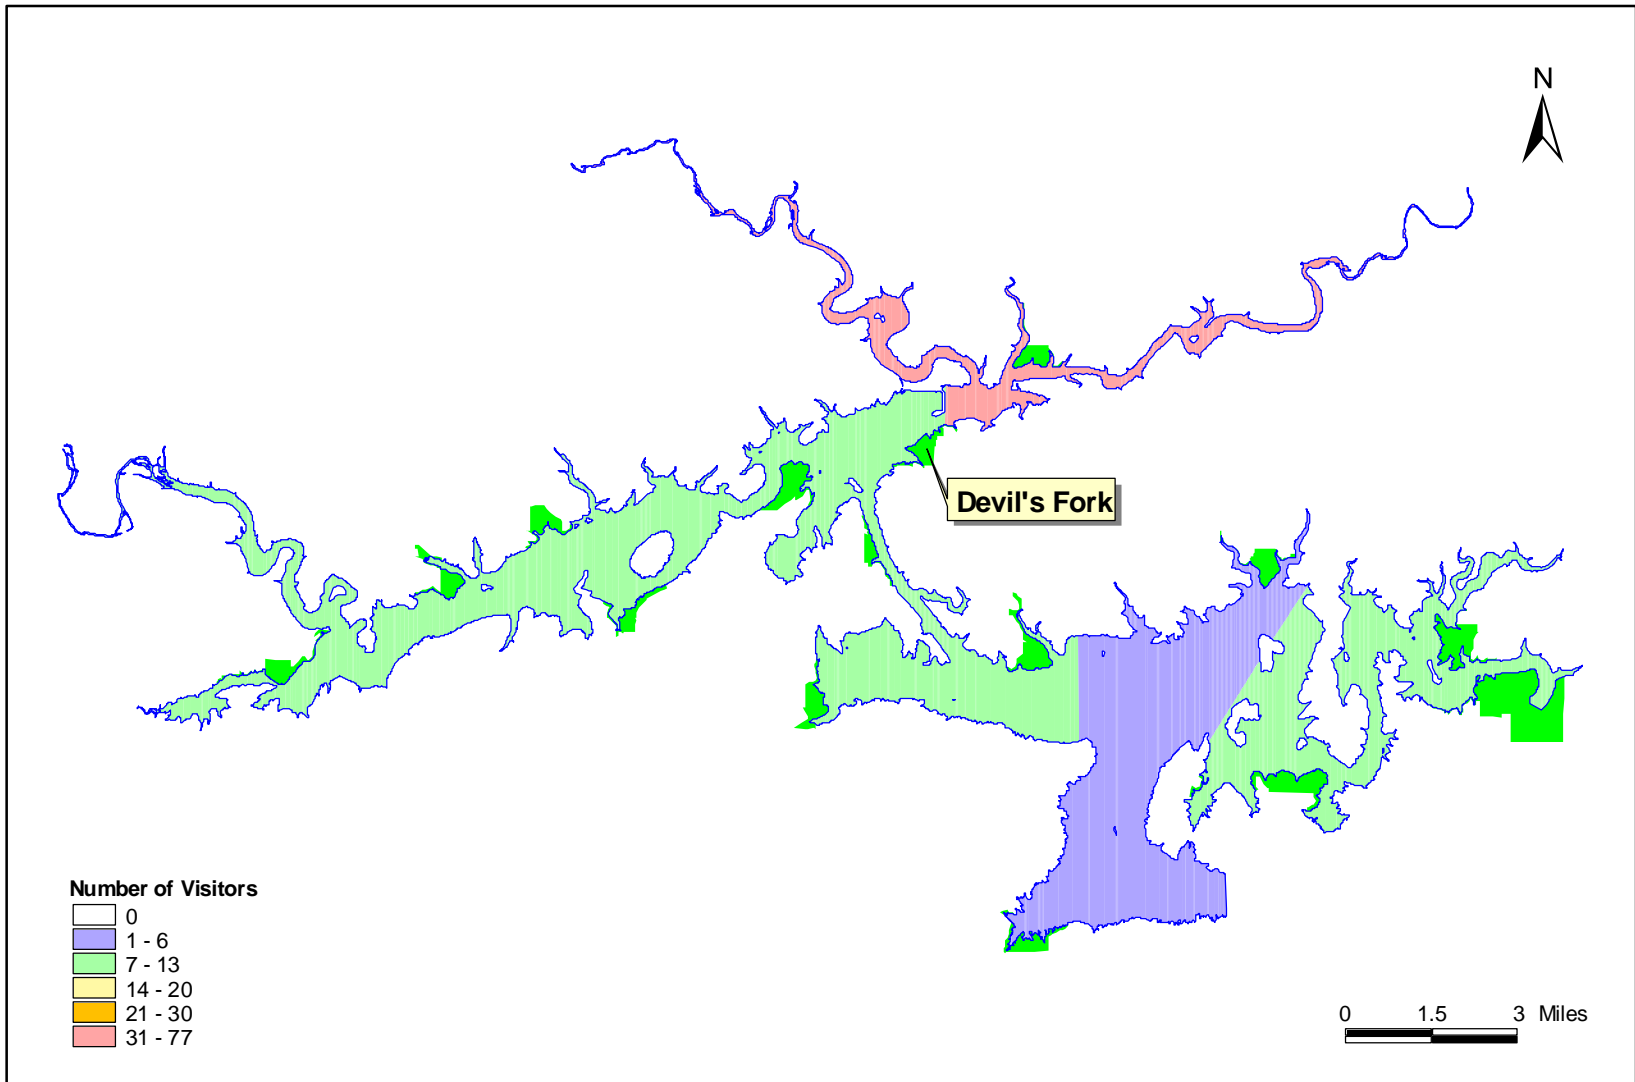 N
Devil's Fork
Number of Visitors
0
1 - 6
7 - 13
14 - 20
21 - 30
31 - 77
0 1.5 3 Miles